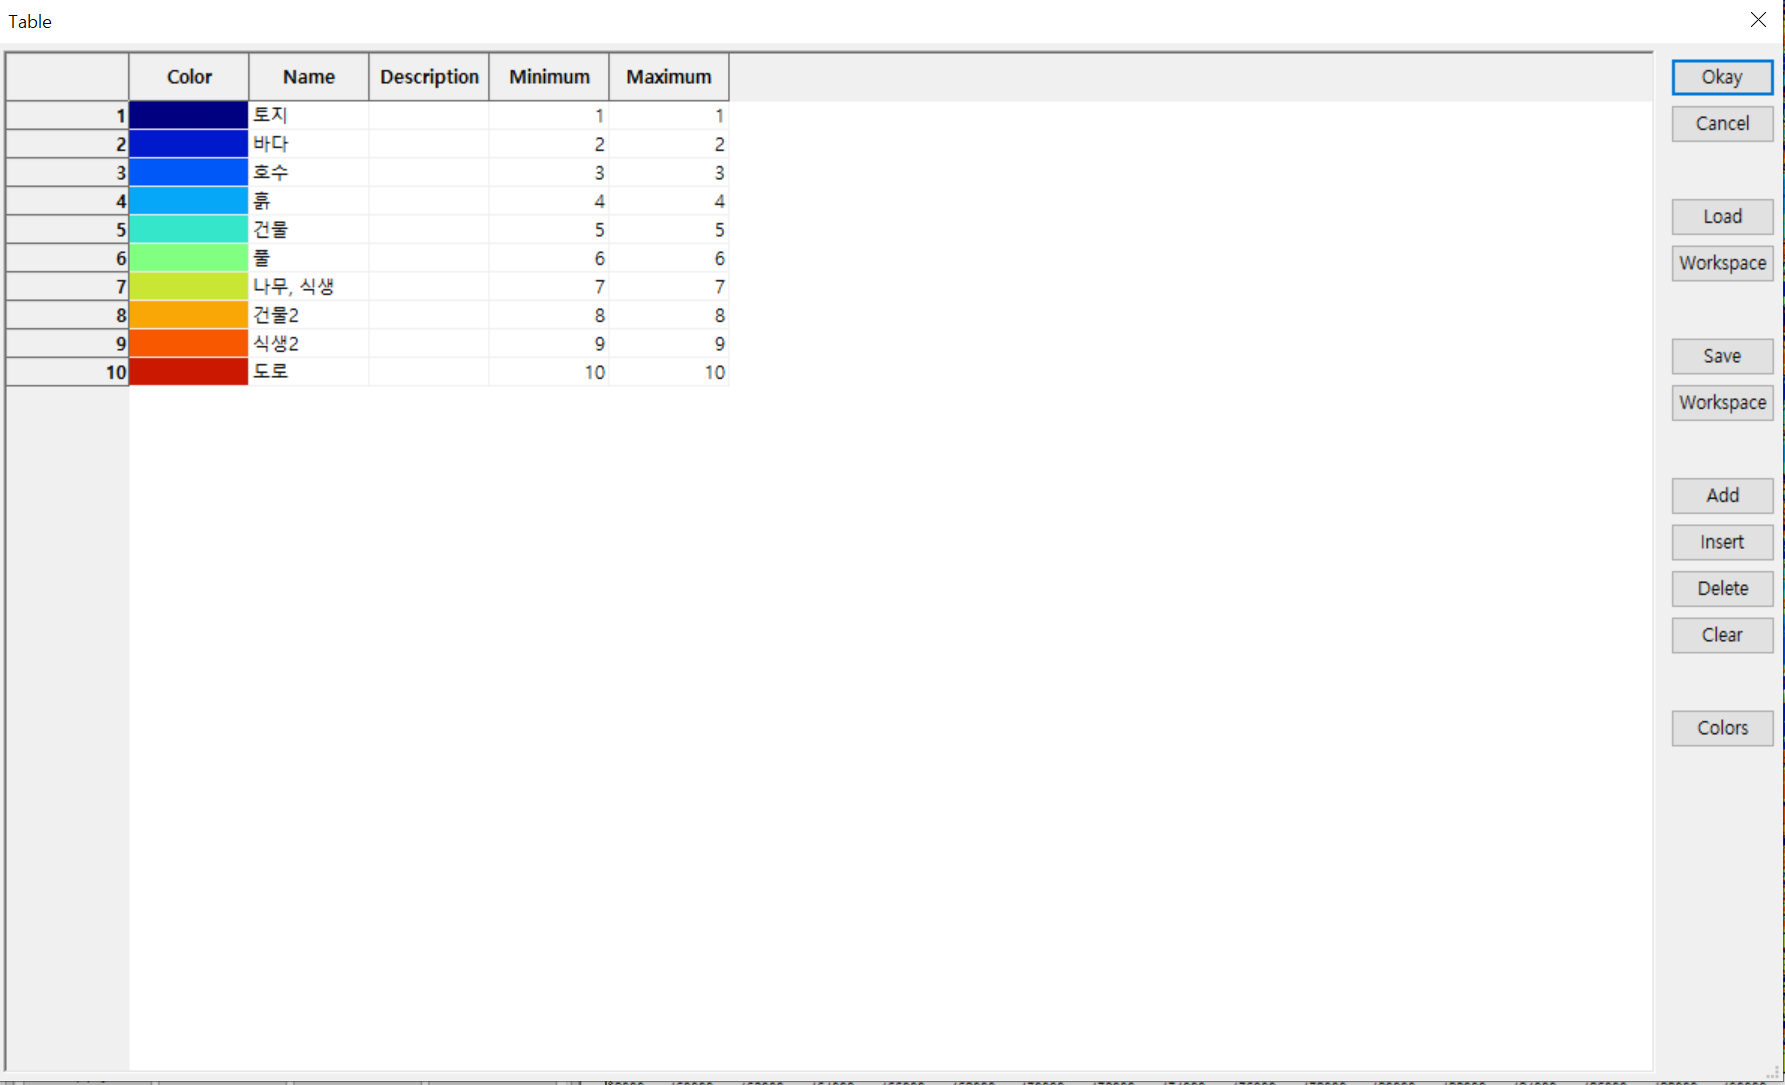 Table
Color Name Description Minimum Maximum
1 토지 1 1
2 바다 2 2
3 호수 3 3
4 흙 4 4
5 건물 5 5
6 풀 6 6
7 나무, 식생 7 7
8 건물2 8 8
9 식생2 9 9
10 도로 10 10
Okay
Cancel
Load
Workspace
Save
Workspace
Add
Insert
Delete
Clear
Colors